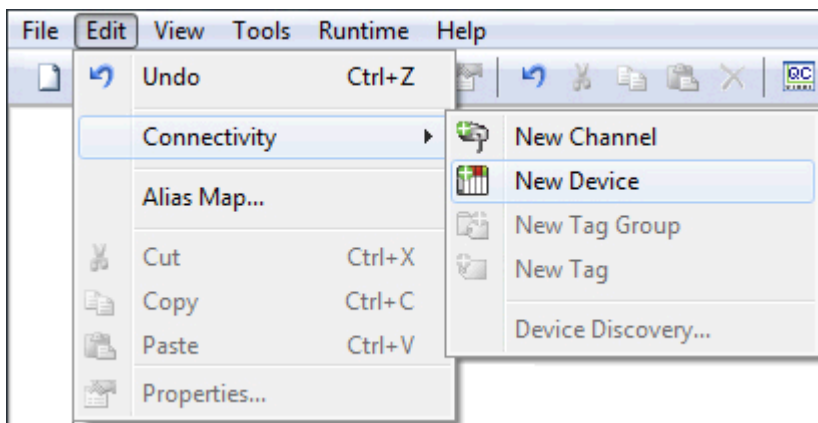 File Edit View Tools Runtime Help
QC
Undo Ctrl+Z
Connectivity
New Channel
New Device
Alias Map...
New Tag Group
Cut Ctrl+X
New Tag
Copy Ctrl+C
Device Discovery...
Paste Ctrl+V
Properties...